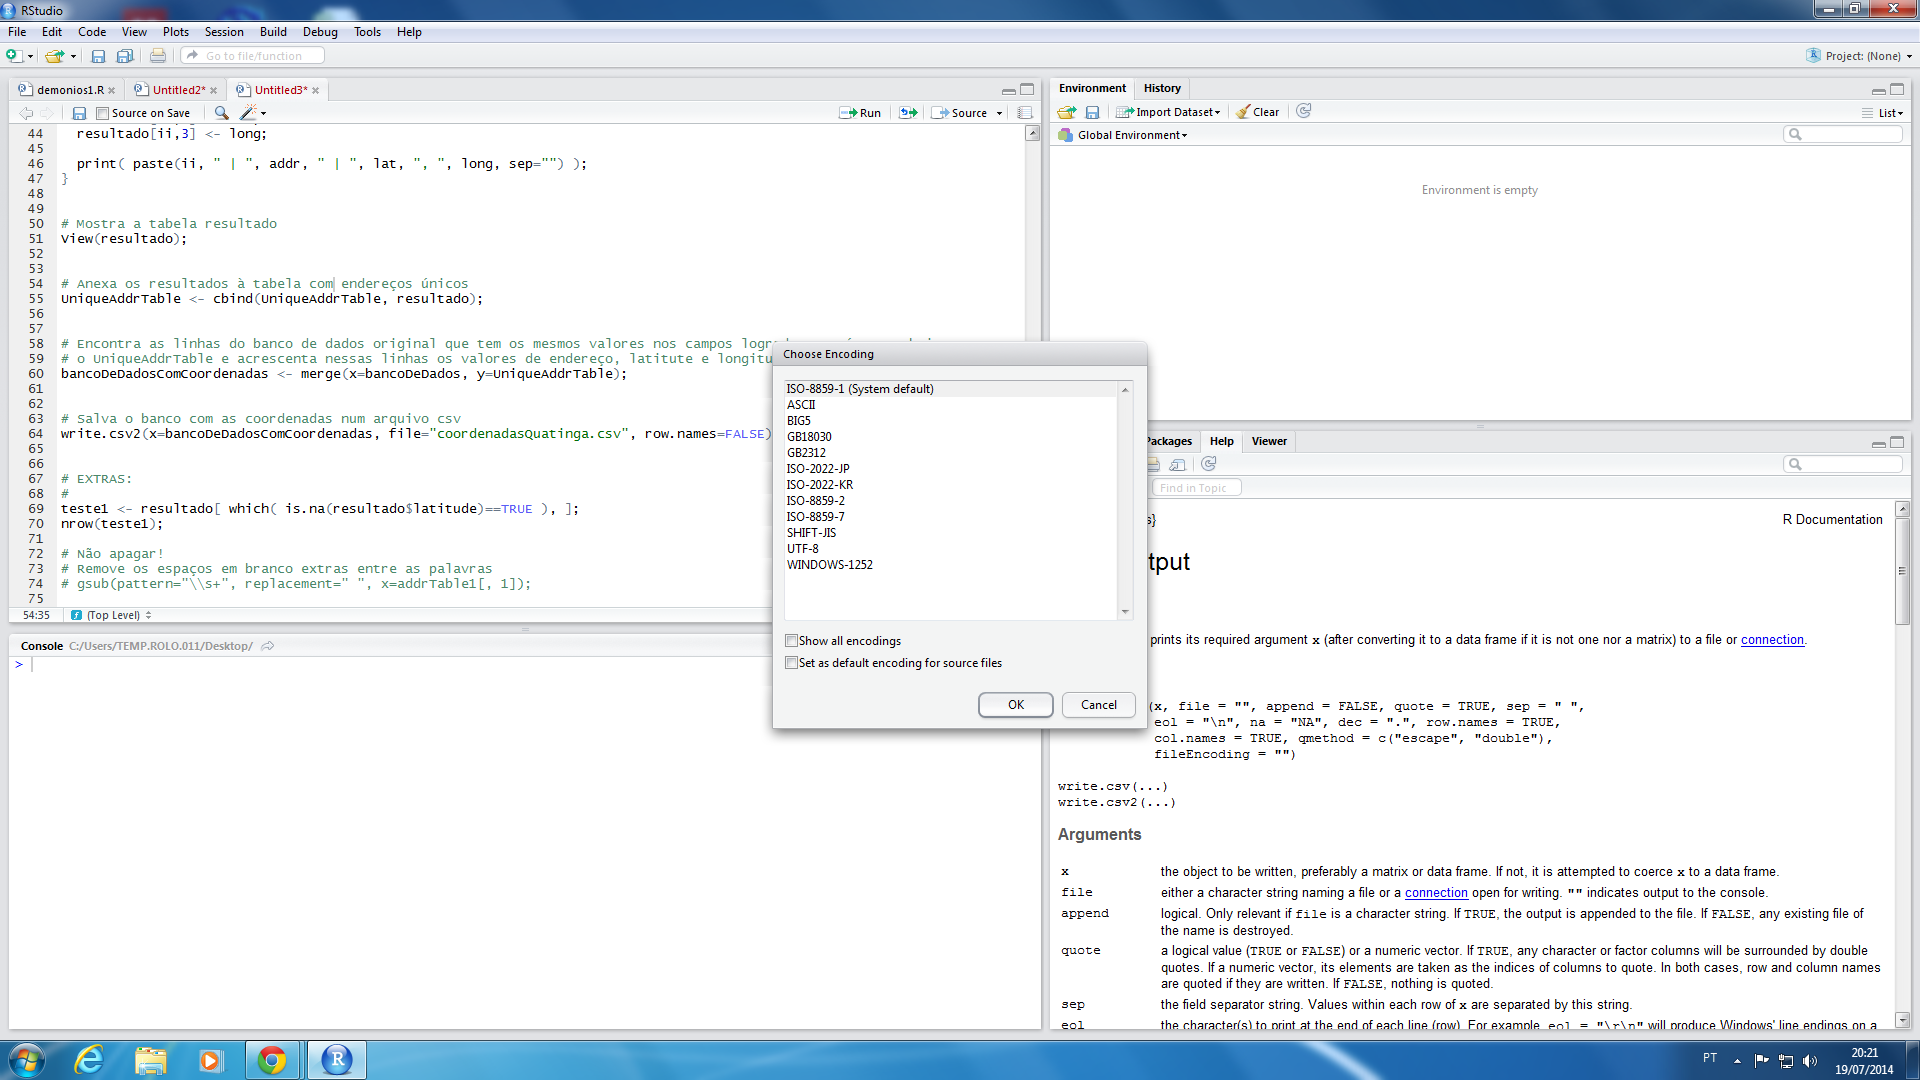 RStudio
File Edit Code View Plots Session Build Debug Tools Help
Go to file/function
Project: (None)
demonios1.R
Untitled2*
Untitled3*
Source on Save
Run
Source
44 resultado[ii,3] <- long;
45
46 print( paste(ii, " | ", addr, " | ", lat, ", ", long, sep="") );
47 }
48
49
50 # Mostra a tabela resultado
51 View(resultado);
52
53
54 # Anexa os resultados à tabela com endereços únicos
55 UniqueAddrTable <- cbind(UniqueAddrTable, resultado);
56
57
58 # Encontra as linhas do banco de dados original que tem os mesmos valores nos campos
59 # o UniqueAddrTable e acrescenta nessas linhas os valores de endereço, latitute e
60 bancoDeDadosComCoordenadas <- merge(x=bancoDeDados, y=UniqueAddrTable);
61
62
63 # Salva o banco com as coordenadas num arquivo csv
64 write.csv2(x=bancoDeDadosComCoordenadas, file="coordenadasQuatinga.csv", row.names=FALSE)
65
66
67 # EXTRAS:
68 #
69 teste1 <- resultado[ which( is.na(resultado$latitude)==TRUE ), ];
70 nrow(teste1);
71
72 # Não apagar!
73 # Remove os espaços em branco extras entre as palavras
74 # gsub(pattern="\\s+", replacement=" ", x=addrTable1[, 1]);
75
54:35 (Top Level)
Console C:/Users/TEMP.ROLO.011/Desktop/
>
Choose Encoding
ISO-8859-1 (System default)
ASCII
BIG5
GB18030
GB2312
ISO-2022-JP
ISO-2022-KR
ISO-8859-2
ISO-8859-7
SHIFT-JIS
UTF-8
WINDOWS-1252
Show all encodings
Set as default encoding for source files
OK Cancel
Environment History
Import Dataset Clear
List
Global Environment
Environment is empty
Packages Help Viewer
Find in Topic
s} R Documentation
tput
prints its required argument x (after converting it to a data frame if it is not one nor a matrix) to a file or connection.
(x, file = "", append = FALSE, quote = TRUE, sep = " ",
eol = "\n", na = "NA", dec = ".", row.names = TRUE,
col.names = TRUE, qmethod = c("escape", "double"),
fileEncoding = "")
write.csv(...)
write.csv2(...)
Arguments
x the object to be written, preferably a matrix or data frame. If not, it is attempted to coerce x to a data frame.
file either a character string naming a file or a connection open for writing. "" indicates output to the console.
append logical. Only relevant if file is a character string. If TRUE, the output is appended to the file. If FALSE, any existing file of
the name is destroyed.
quote a logical value (TRUE or FALSE) or a numeric vector. If TRUE, any character or factor columns will be surrounded by double
quotes. If a numeric vector, its elements are taken as the indices of columns to quote. In both cases, row and column names
are quoted if they are written. If FALSE, nothing is quoted.
sep the field separator string. Values within each row of x are separated by this string.
eol the character(s) to print at the end of each line (row). For example, eol = "\r\n" will produce Windows' line endings on a
PT
20:21
19/07/2014